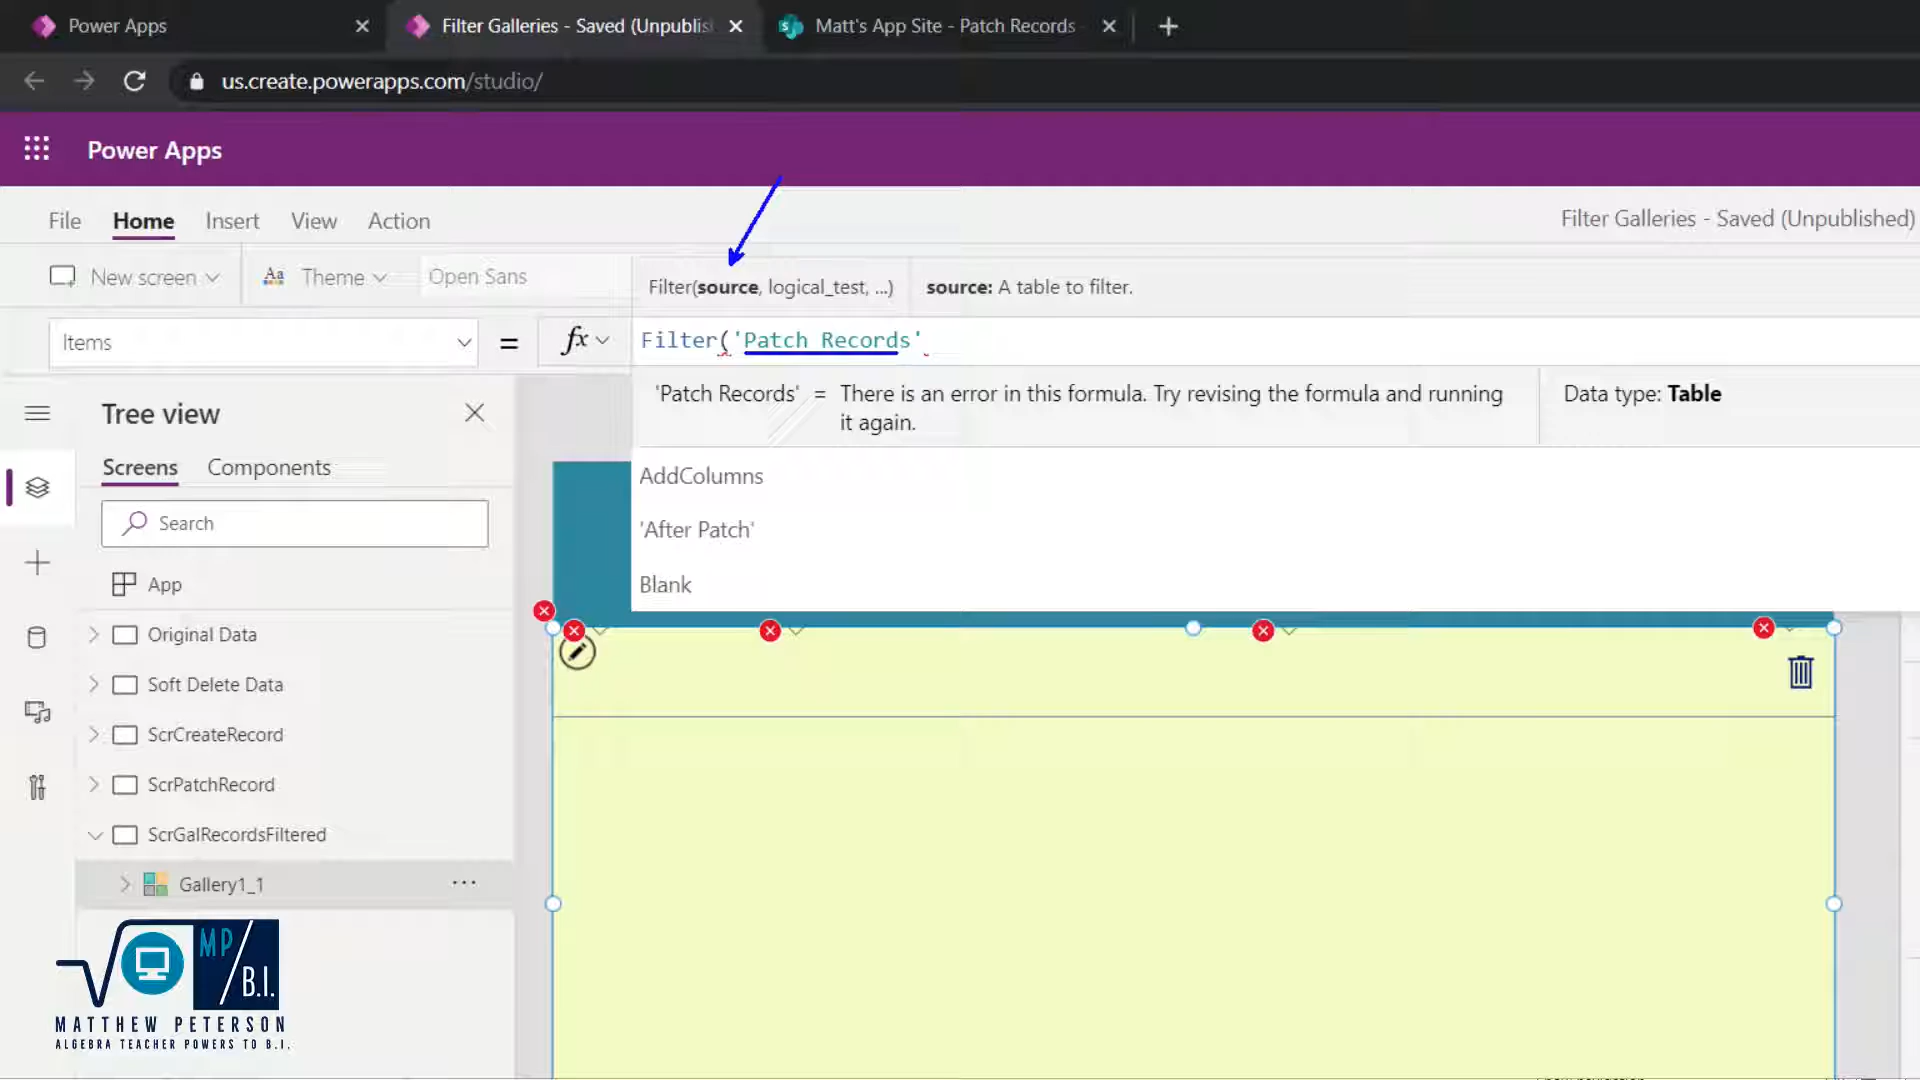 Power Apps
Filter Galleries - Saved (Unpublis
Matt's App Site - Patch Records
us.create.powerapps.com/studio/
Power Apps
File Home Insert View Action
Filter Galleries - Saved (Unpublished)
New screen
Theme
Open Sans
Filter(source, logical_test, ...)
source: A table to filter.
Items
=
fx
Filter('Patch Records'
'Patch Records' = There is an error in this formula. Try revising the formula and running
it again.
Data type: Table
Tree view
Screens Components
Search
App
Original Data
Soft Delete Data
ScrCreateRecord
ScrPatchRecord
ScrGalRecordsFiltered
Gallery1_1
AddColumns
'After Patch'
Blank
MP/B.I.
MATTHEW PETERSON
ALGEBRA TEACHER POWERS TO B.I.